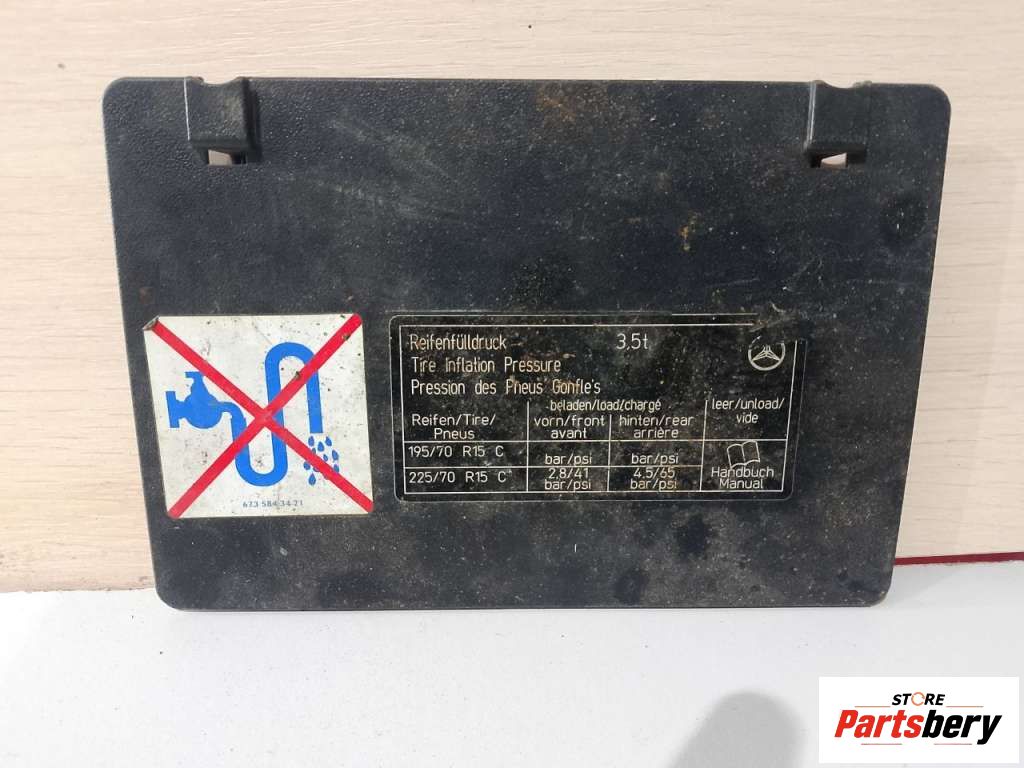 Reifenfülldruck 3,5t
Tire Inflation Pressure
Pression des Pneus Gonfle's
beladen/load/chargé leer/unload/
Reifen/Tire/ vorn/front hinten/rear vide
Pneus avant arrière
195/70 R15 C bar/psi bar/psi
225/70 R15 C 2,8/41 4.5/65 Handbuch
bar/psi bar/psi Manual
673 584 34 21
STORE
Partsbery